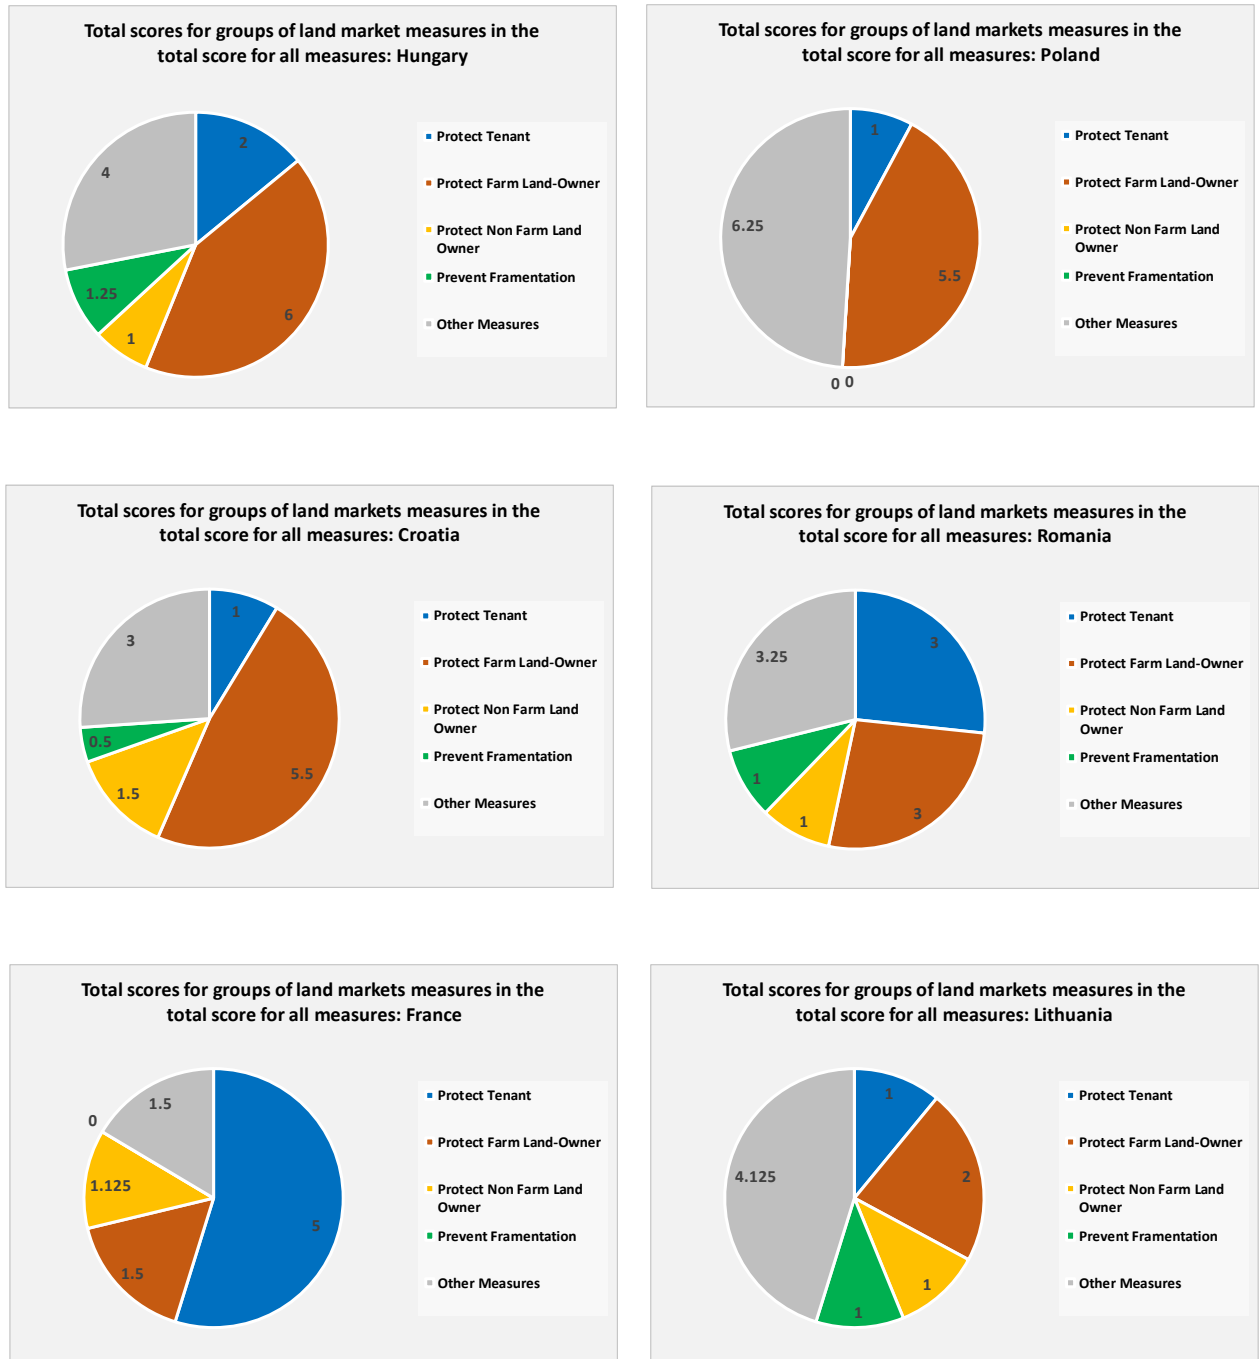 Total scores for groups of land market measures in the
total score for all measures: Hungary
2
6
1
1.25
4
Protect Tenant
Protect Farm Land-Owner
Protect Non Farm Land
Owner
Prevent Framentation
Other Measures
Total scores for groups of land markets measures in the
total score for all measures: Poland
1
5.5
0 0
6.25
Protect Tenant
Protect Farm Land-Owner
Protect Non Farm Land
Owner
Prevent Framentation
Other Measures
Total scores for groups of land markets measures in the
total score for all measures: Croatia
1
5.5
1.5
0.5
3
Protect Tenant
Protect Farm Land-Owner
Protect Non Farm Land
Owner
Prevent Framentation
Other Measures
Total scores for groups of land markets measures in the
total score for all measures: Romania
3
3
1
1
3.25
Protect Tenant
Protect Farm Land-Owner
Protect Non Farm Land
Owner
Prevent Framentation
Other Measures
Total scores for groups of land markets measures in the
total score for all measures: France
5
1.5
1.125
0
1.5
Protect Tenant
Protect Farm Land-Owner
Protect Non Farm Land
Owner
Prevent Framentation
Other Measures
Total scores for groups of land markets measures in the
total score for all measures: Lithuania
1
2
1
1
4.125
Protect Tenant
Protect Farm Land-Owner
Protect Non Farm Land
Owner
Prevent Framentation
Other Measures